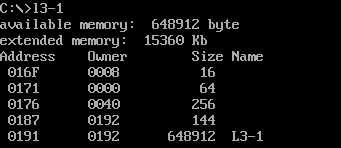 C:\>l3-1
available memory:  648912 byte
extended memory:  15360 Kb
Address    Owner         Size  Name
 016F       0008           16
 0171       0000           64
 0176       0040          256
 0187       0192          144
 0191       0192       648912  L3-1